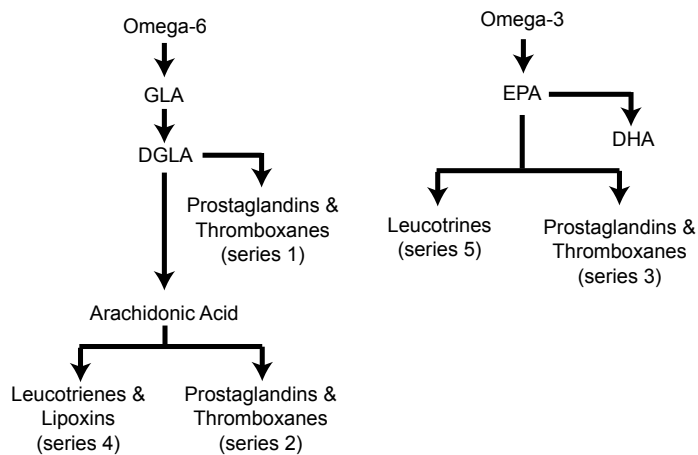 Omega-6
GLA
DGLA
Prostaglandins &
Thromboxanes
(series 1)
Arachidonic Acid
Leucotrienes &
Lipoxins
(series 4)
Prostaglandins &
Thromboxanes
(series 2)
Omega-3
EPA
DHA
Leucotrines
(series 5)
Prostaglandins &
Thromboxanes
(series 3)